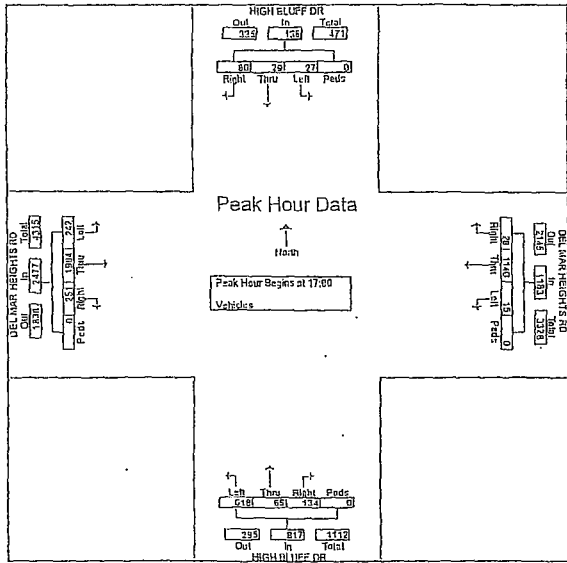 HIGH BLUFF DR
Out In Total
335 136 471
80 29 27 0
Right Thru Left Peds
Peak Hour Data
North
Peak Hour Begins at 17:00
Vehicles
DEL MAR HEIGHTS RD
Out In Total
1838 2477 4315
0 251 1984 242
Peds Right Thru Left
DEL MAR HEIGHTS RD
Out In Total
2145 1183 3328
28 1140 15 0
Right Thru Left Peds
Left Thru Right Peds
618 65 134 0
295 817 1112
Out In Total
HIGH BLUFF DR